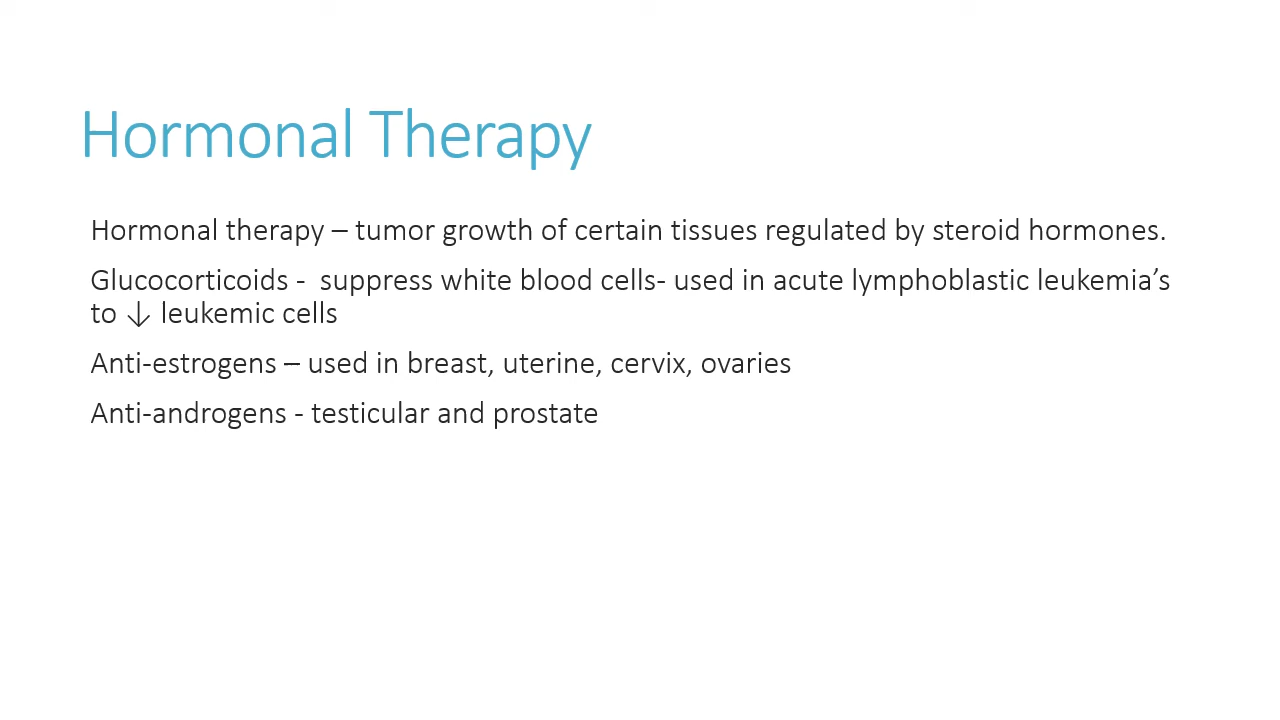 Hormonal Therapy
Hormonal therapy – tumor growth of certain tissues regulated by steroid hormones.
Glucocorticoids -  suppress white blood cells- used in acute lymphoblastic leukemia’s
to ↓ leukemic cells
Anti-estrogens – used in breast, uterine, cervix, ovaries
Anti-androgens - testicular and prostate